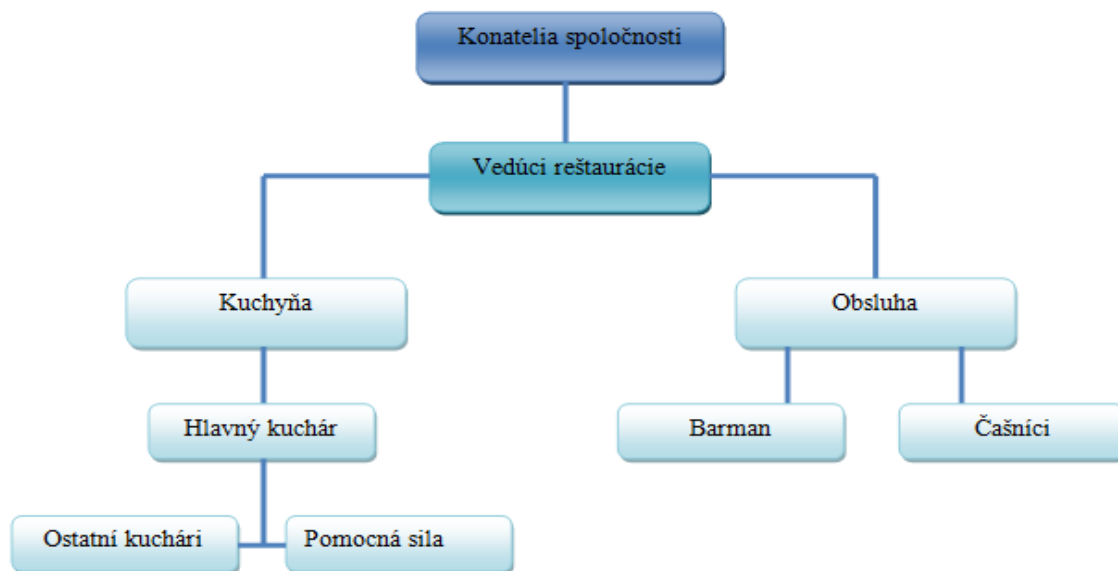 Konatelia spoločnosti
Vedúci reštaurácie
Kuchyňa
Obsluha
Hlavný kuchár
Barman
Čašníci
Ostatní kuchári
Pomocná sila